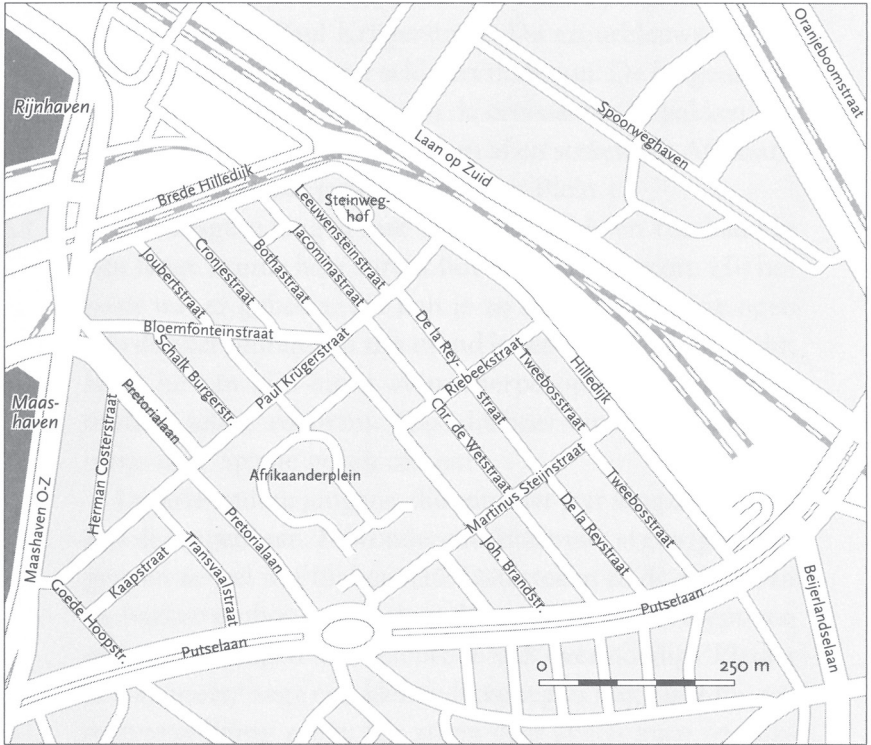 Oranjeboomstraat
Rijnhaven
Spoorweghaven
Laan op Zuid
Brede Hilledijk
Steinweg-
hof
Leeuwensteinstraat
Jacominastraat
Bothastraat
Cronjéstraat
Joubertstraat
Bloemfonteinstraat
De la Rey-
straat
Schalk Burgerstr.
Paul Krugerstraat
Riebeekstraat
Tweebosstraat
Hilledijk
Pretorialaan
Maas-
haven
Herman Costerstraat
Chr. de Wetstraat
Afrikaanderplein
Martinus Steijnstraat
Tweebosstraat
De la Reystraat
Maashaven O-Z
Pretorialaan
Transvaalstraat
Kaapstraat
Joh. Brandstr.
Goede Hoopstr.
Putselaan
Putselaan
Beijerlandselaan
0 250 m